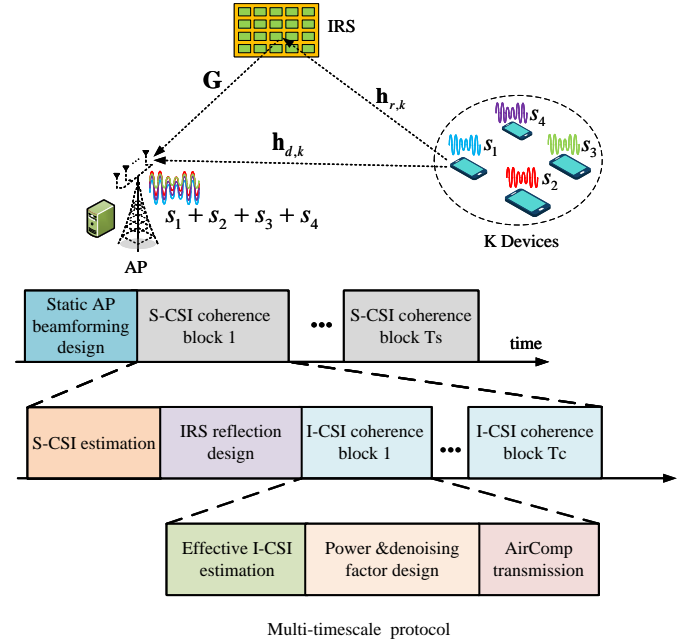 IRS
G
h_{r,k}
s_4
s_1
s_3
h_{d,k}
s_2
s_1 + s_2 + s_3 + s_4
K Devices
AP
Static AP
beamforming
design
S-CSI coherence
block 1
•••
S-CSI coherence
block Ts
time
S-CSI estimation
IRS reflection
design
I-CSI coherence
block 1
•••
I-CSI coherence
block Tc
Effective I-CSI
estimation
Power &denoising
factor design
AirComp
transmission
Multi-timescale protocol